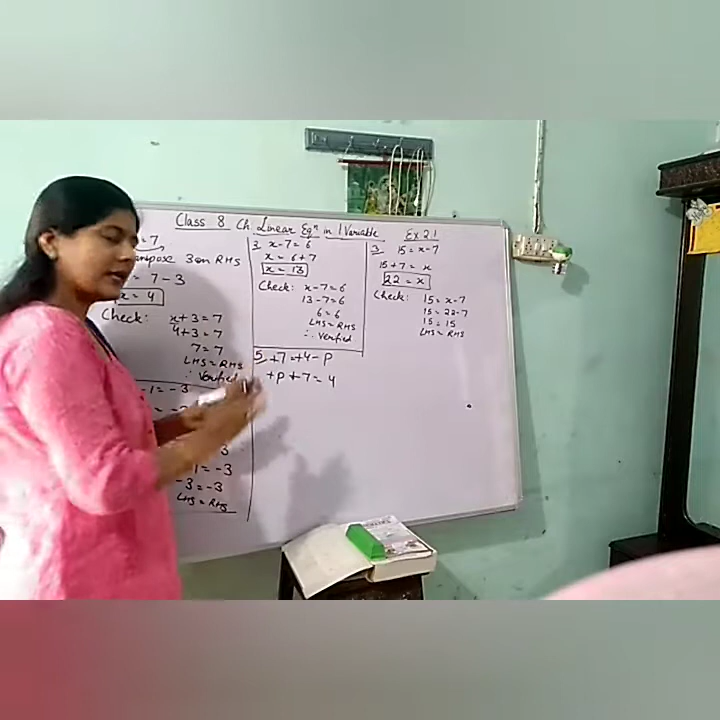 Class 8 Ch Linear Eqⁿ in 1 Variable Ex 2.1
= 7
3 on RHS
= 7 - 3
x = 4
Check: x + 3 = 7
4 + 3 = 7
7 = 7
LHS = RHS
∴ Verified
-1 = -3
3
1 = -3
-3 = -3
LHS = RHS
x - 7 = 6
x = 6 + 7
x = 13
Check: x - 7 = 6
13 - 7 = 6
6 = 6
LHS = RHS
∴ Verified
5, +7 = +4 - P
+P + 7 = 4
3. 15 = x - 7
15 + 7 = x
22 = x
Check: 15 = x - 7
15 = 22 - 7
15 = 15
LHS = RHS